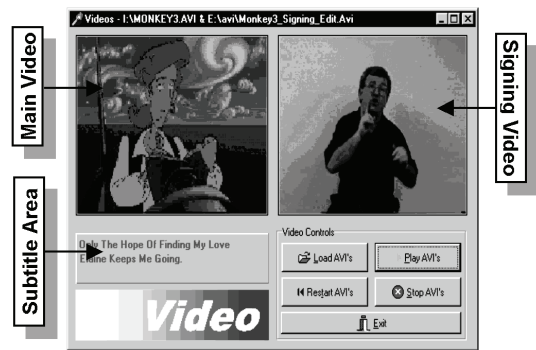 Videos - I:\MONKEY3.AVI & E:\avi\Monkey3_Signing_Edit.Avi
Main Video
Signing Video
Subtitle Area
Only The Hope Of Finding My Love
Elaine Keeps Me Going.
Video Controls
Load AVI's
Play AVI's
Restart AVI's
Stop AVI's
Exit
Video